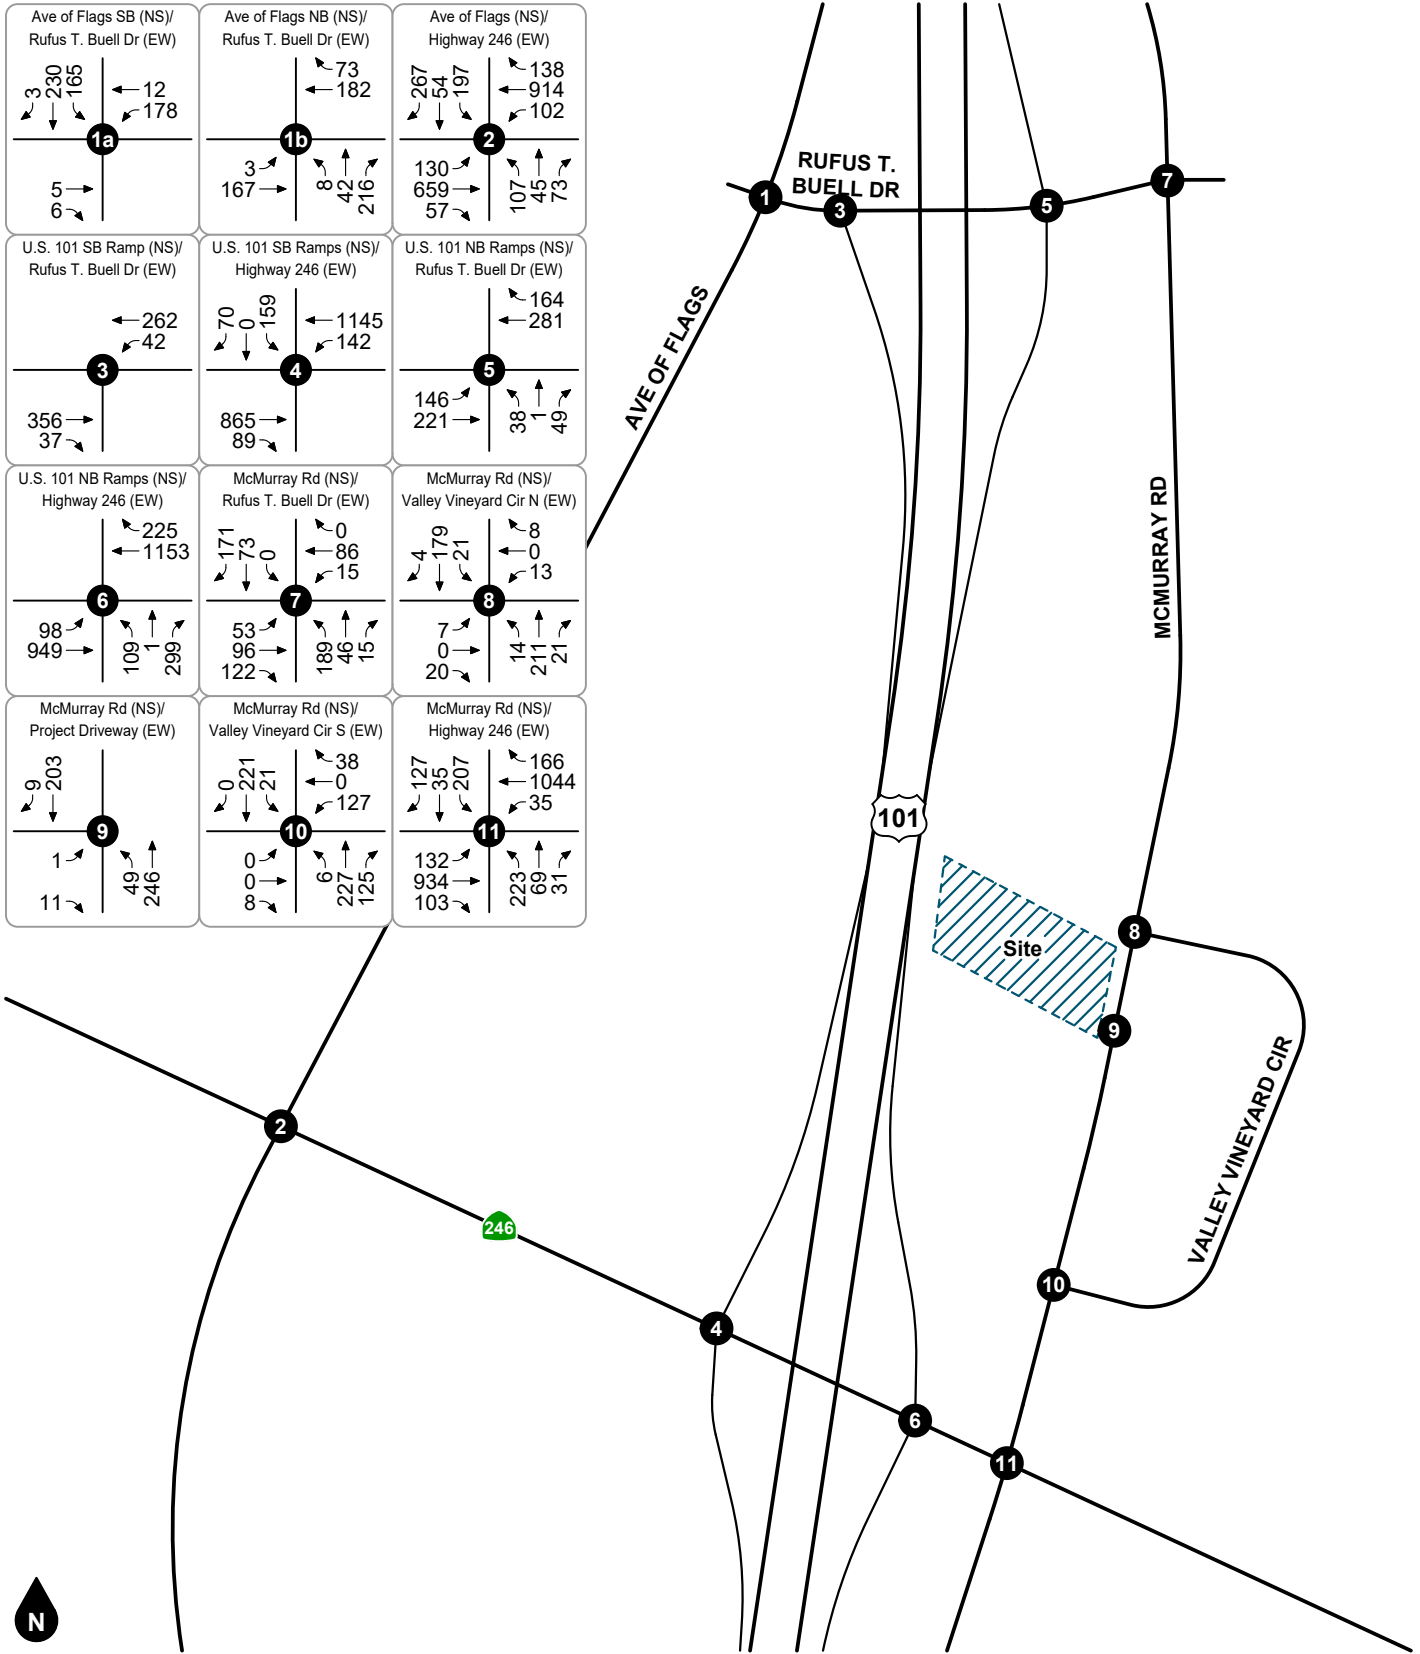 Ave of Flags SB (NS)/
Rufus T. Buell Dr (EW)
3 230 165
12
178
1a
5
6
Ave of Flags NB (NS)/
Rufus T. Buell Dr (EW)
73
182
1b
3
167
8 42 216
Ave of Flags (NS)/
Highway 246 (EW)
267 54 197
138
914
102
2
130
659
57
107 45 73
U.S. 101 SB Ramp (NS)/
Rufus T. Buell Dr (EW)
262
42
3
356
37
U.S. 101 SB Ramps (NS)/
Highway 246 (EW)
70 0 159
1145
142
4
865
89
U.S. 101 NB Ramps (NS)/
Rufus T. Buell Dr (EW)
164
281
5
146
221
38 1 49
U.S. 101 NB Ramps (NS)/
Highway 246 (EW)
225
1153
6
98
949
109 1 299
McMurray Rd (NS)/
Rufus T. Buell Dr (EW)
171 73 0
0
86
15
7
53
96
122
189 46 15
McMurray Rd (NS)/
Valley Vineyard Cir N (EW)
4 179 21
8
0
13
8
7
0
20
14 211 21
McMurray Rd (NS)/
Project Driveway (EW)
9 203
9
1
11
49 246
McMurray Rd (NS)/
Valley Vineyard Cir S (EW)
0 221 21
38
0
127
10
0
0
8
6 227 125
McMurray Rd (NS)/
Highway 246 (EW)
127 35 207
166
1044
35
11
132
934
103
223 69 31
RUFUS T.
BUELL DR
1
3
5
7
AVE OF FLAGS
MCMURRAY RD
101
Site
8
9
VALLEY VINEYARD CIR
2
246
10
4
6
11
N